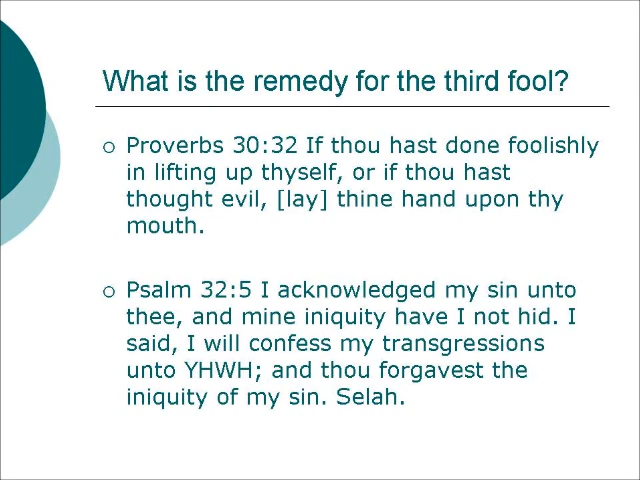 What is the remedy for the third fool?
Proverbs 30:32 If thou hast done foolishly
in lifting up thyself, or if thou hast
thought evil, [lay] thine hand upon thy
mouth.
Psalm 32:5 I acknowledged my sin unto
thee, and mine iniquity have I not hid. I
said, I will confess my transgressions
unto YHWH; and thou forgavest the
iniquity of my sin. Selah.